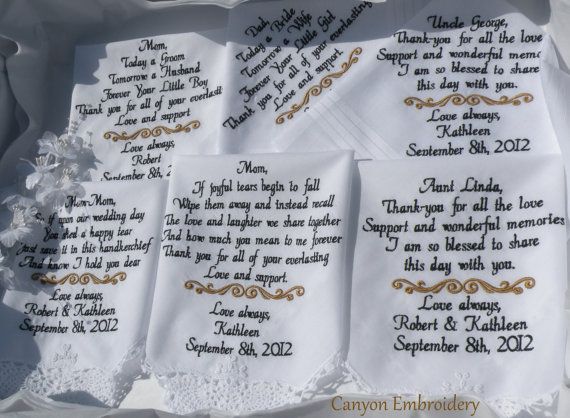 Mom,
Today a Groom
Tomorrow a Husband
Forever Your Little Boy
Thank you for all of your everlasti
Love and support
Love always,
Robert
September 8th, 2012
Dad,
Today a Bride
Tomorrow a Wife
Forever Your Little Girl
Thank you for all of your everlasting
Love and support.
Uncle George,
Thank-you for all the love
Support and wonderful memo
I am so blessed to share
this day with you.
Love always,
Kathleen
September 8th, 2012
Mom-Mom,
if upon our wedding day
You shed a happy tear
Just save it in this handkerchief
And know I hold you dear
Love always,
Robert & Kathleen
September 8th, 2012
Mom,
If joyful tears begin to fall
Wipe them away and instead recall
The love and laughter we share together
And how much you mean to me forever
Thank you for all of your everlasting
Love and support.
Love always,
Kathleen
September 8th, 2012
Aunt Linda,
Thank-you for all the love
Support and wonderful memories
I am so blessed to share
this day with you.
Love always,
Robert & Kathleen
September 8th, 2012
Canyon Embroidery